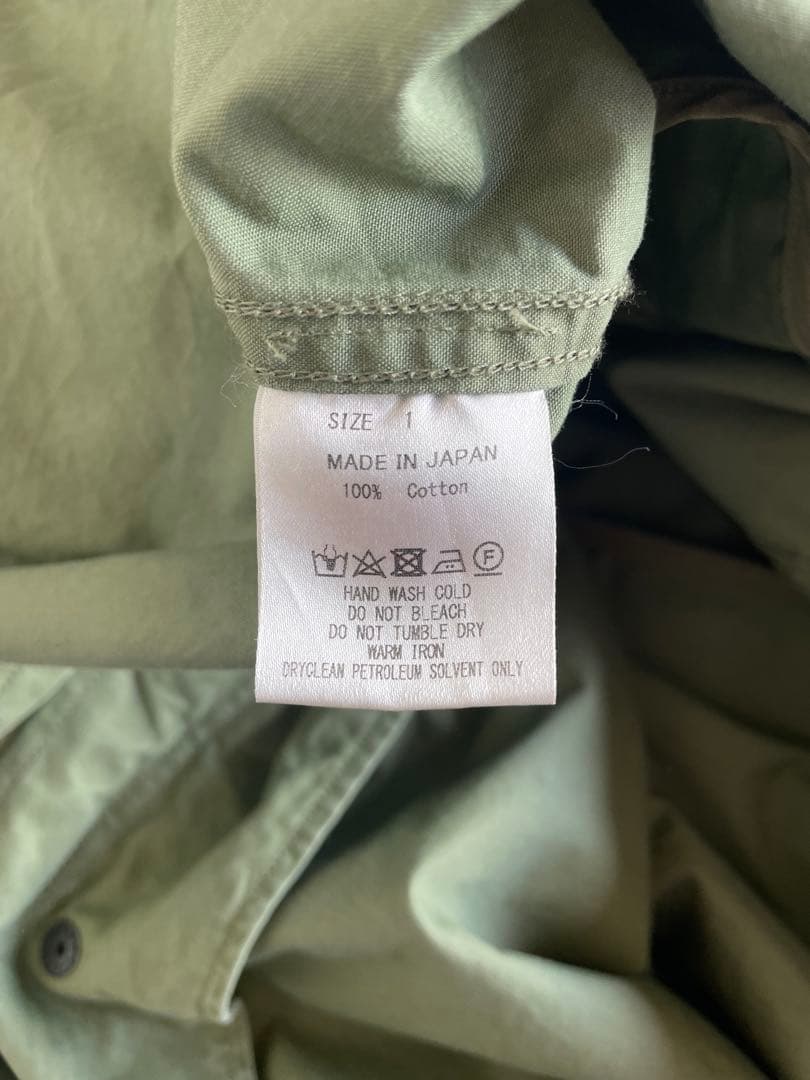 SIZE 1
MADE IN JAPAN
100% Cotton
F
HAND WASH COLD
DO NOT BLEACH
DO NOT TUMBLE DRY
WARM IRON
DRYCLEAN PETROLEUM SOLVENT ONLY